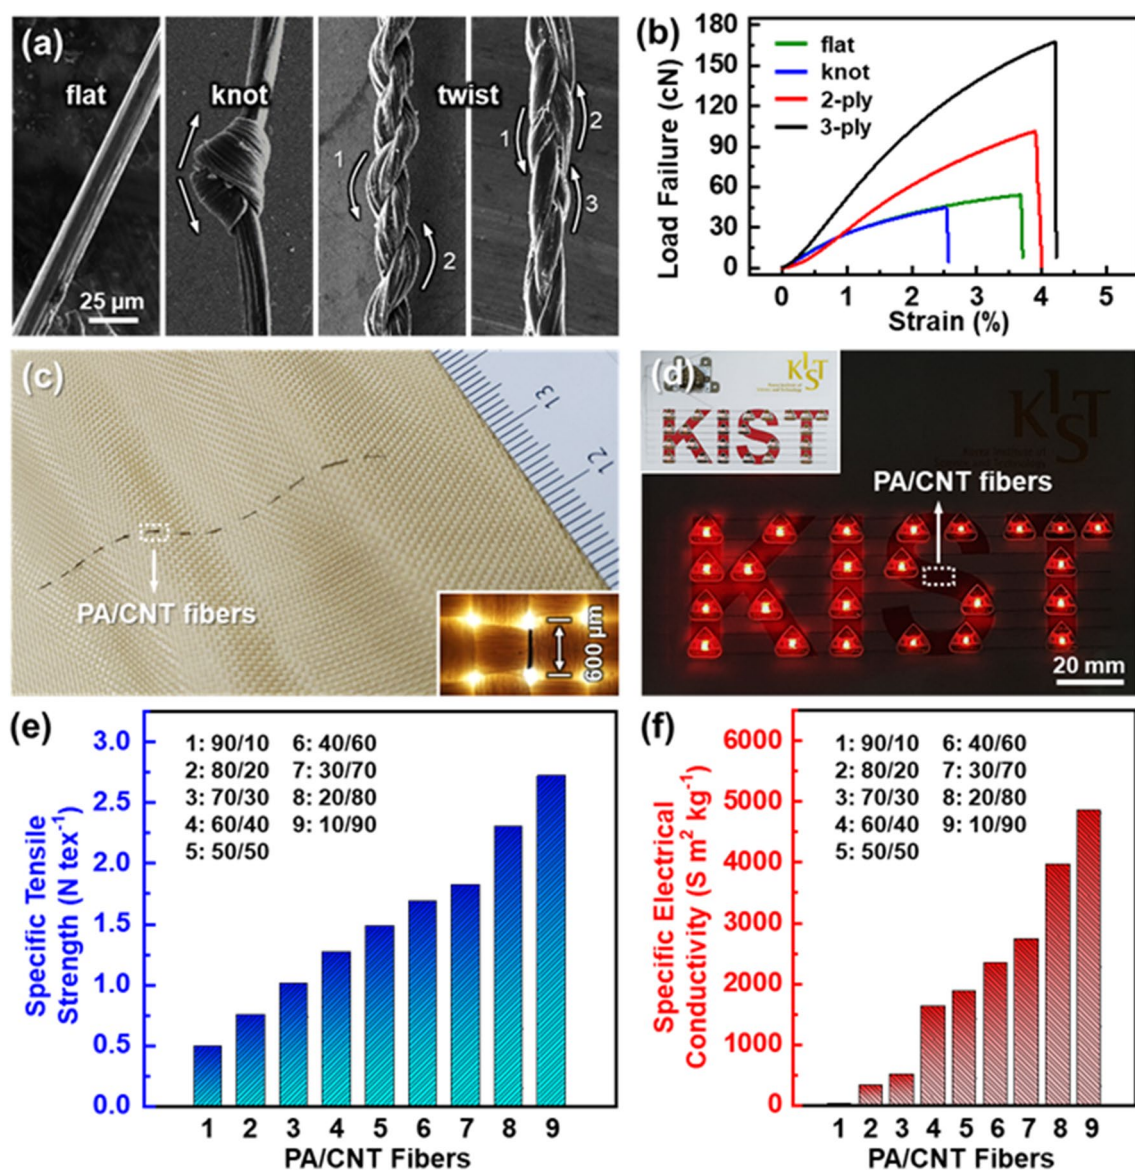 (a)
flat
knot
twist
1
2
1
2
3
25 µm
(b)
flat
knot
2-ply
3-ply
Load Failure (cN)
180
150
120
90
60
30
0
0 1 2 3 4 5
Strain (%)
(c)
PA/CNT fibers
13
12
600 µm
(d)
KIST
KIST
KIST
Korea Institute of
PA/CNT fibers
KIST
20 mm
(e)
Specific Tensile
Strength (N tex⁻¹)
3.0
2.5
2.0
1.5
1.0
0.5
0.0
1: 90/10 6: 40/60
2: 80/20 7: 30/70
3: 70/30 8: 20/80
4: 60/40 9: 10/90
5: 50/50
1 2 3 4 5 6 7 8 9
PA/CNT Fibers
(f)
Specific Electrical
Conductivity (S m² kg⁻¹)
6000
5000
4000
3000
2000
1000
0
1: 90/10 6: 40/60
2: 80/20 7: 30/70
3: 70/30 8: 20/80
4: 60/40 9: 10/90
5: 50/50
1 2 3 4 5 6 7 8 9
PA/CNT Fibers